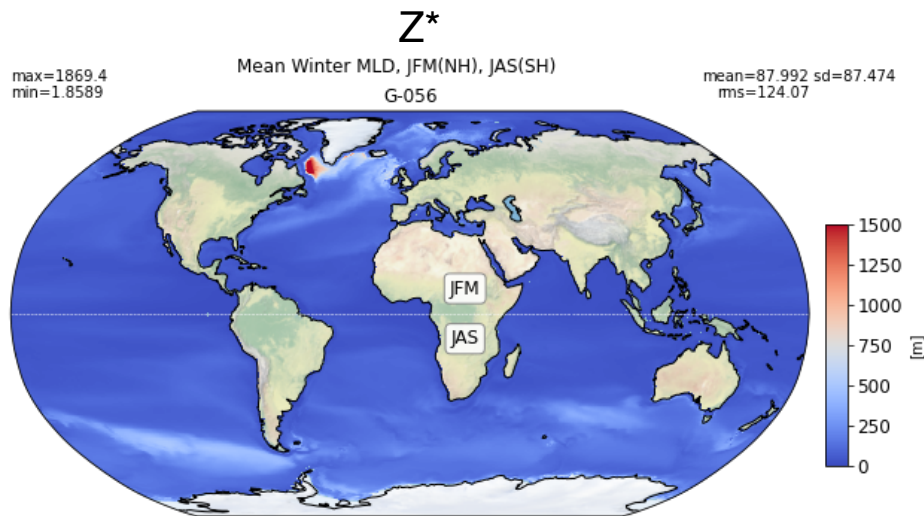 Z*
Mean Winter MLD, JFM(NH), JAS(SH)
max=1869.4
min=1.8589
mean=87.992 sd=87.474
rms=124.07
G-056
JFM
JAS
1500
1250
1000
750
500
250
0
[m]